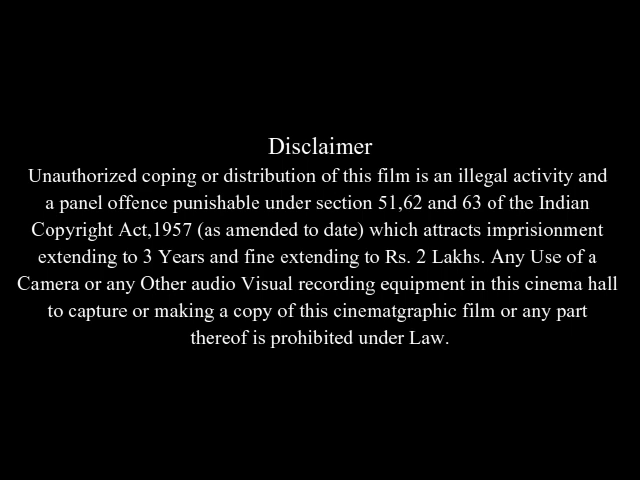 Disclaimer
Unauthorized coping or distribution of this film is an illegal activity and
a panel offence punishable under section 51,62 and 63 of the Indian
Copyright Act,1957 (as amended to date) which attracts imprisionment
extending to 3 Years and fine extending to Rs. 2 Lakhs. Any Use of a
Camera or any Other audio Visual recording equipment in this cinema hall
to capture or making a copy of this cinematgraphic film or any part
thereof is prohibited under Law.